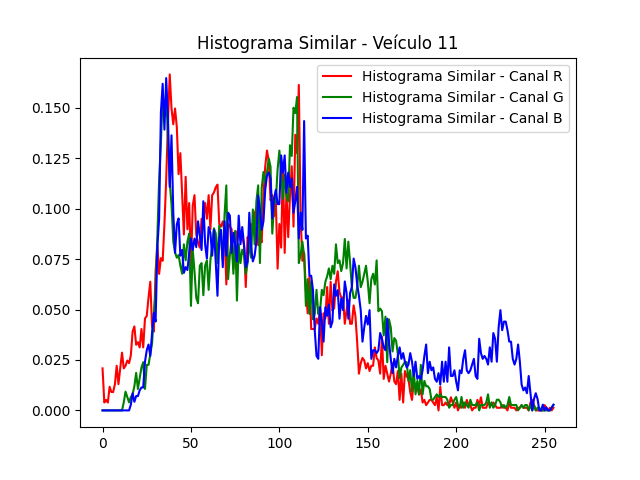 Histograma Similar - Veículo 11
Histograma Similar - Canal R
Histograma Similar - Canal G
Histograma Similar - Canal B
0.150
0.125
0.100
0.075
0.050
0.025
0.000
0 50 100 150 200 250